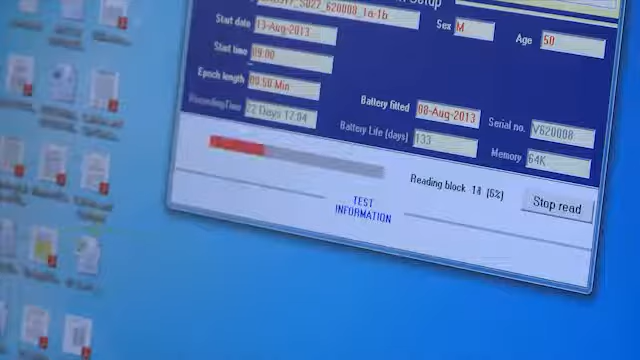 S027_620008_1a-1b
Sex M
Age 50
Start date 13-Aug-2013
Start time 09:00
Epoch length 00.50 Min
Battery fitted 08-Aug-2013
Serial no. V620008
Recording Time 22 Days 17:04
Battery Life (days) 133
Memory 64K
Reading block
Stop read
TEST
INFORMATION